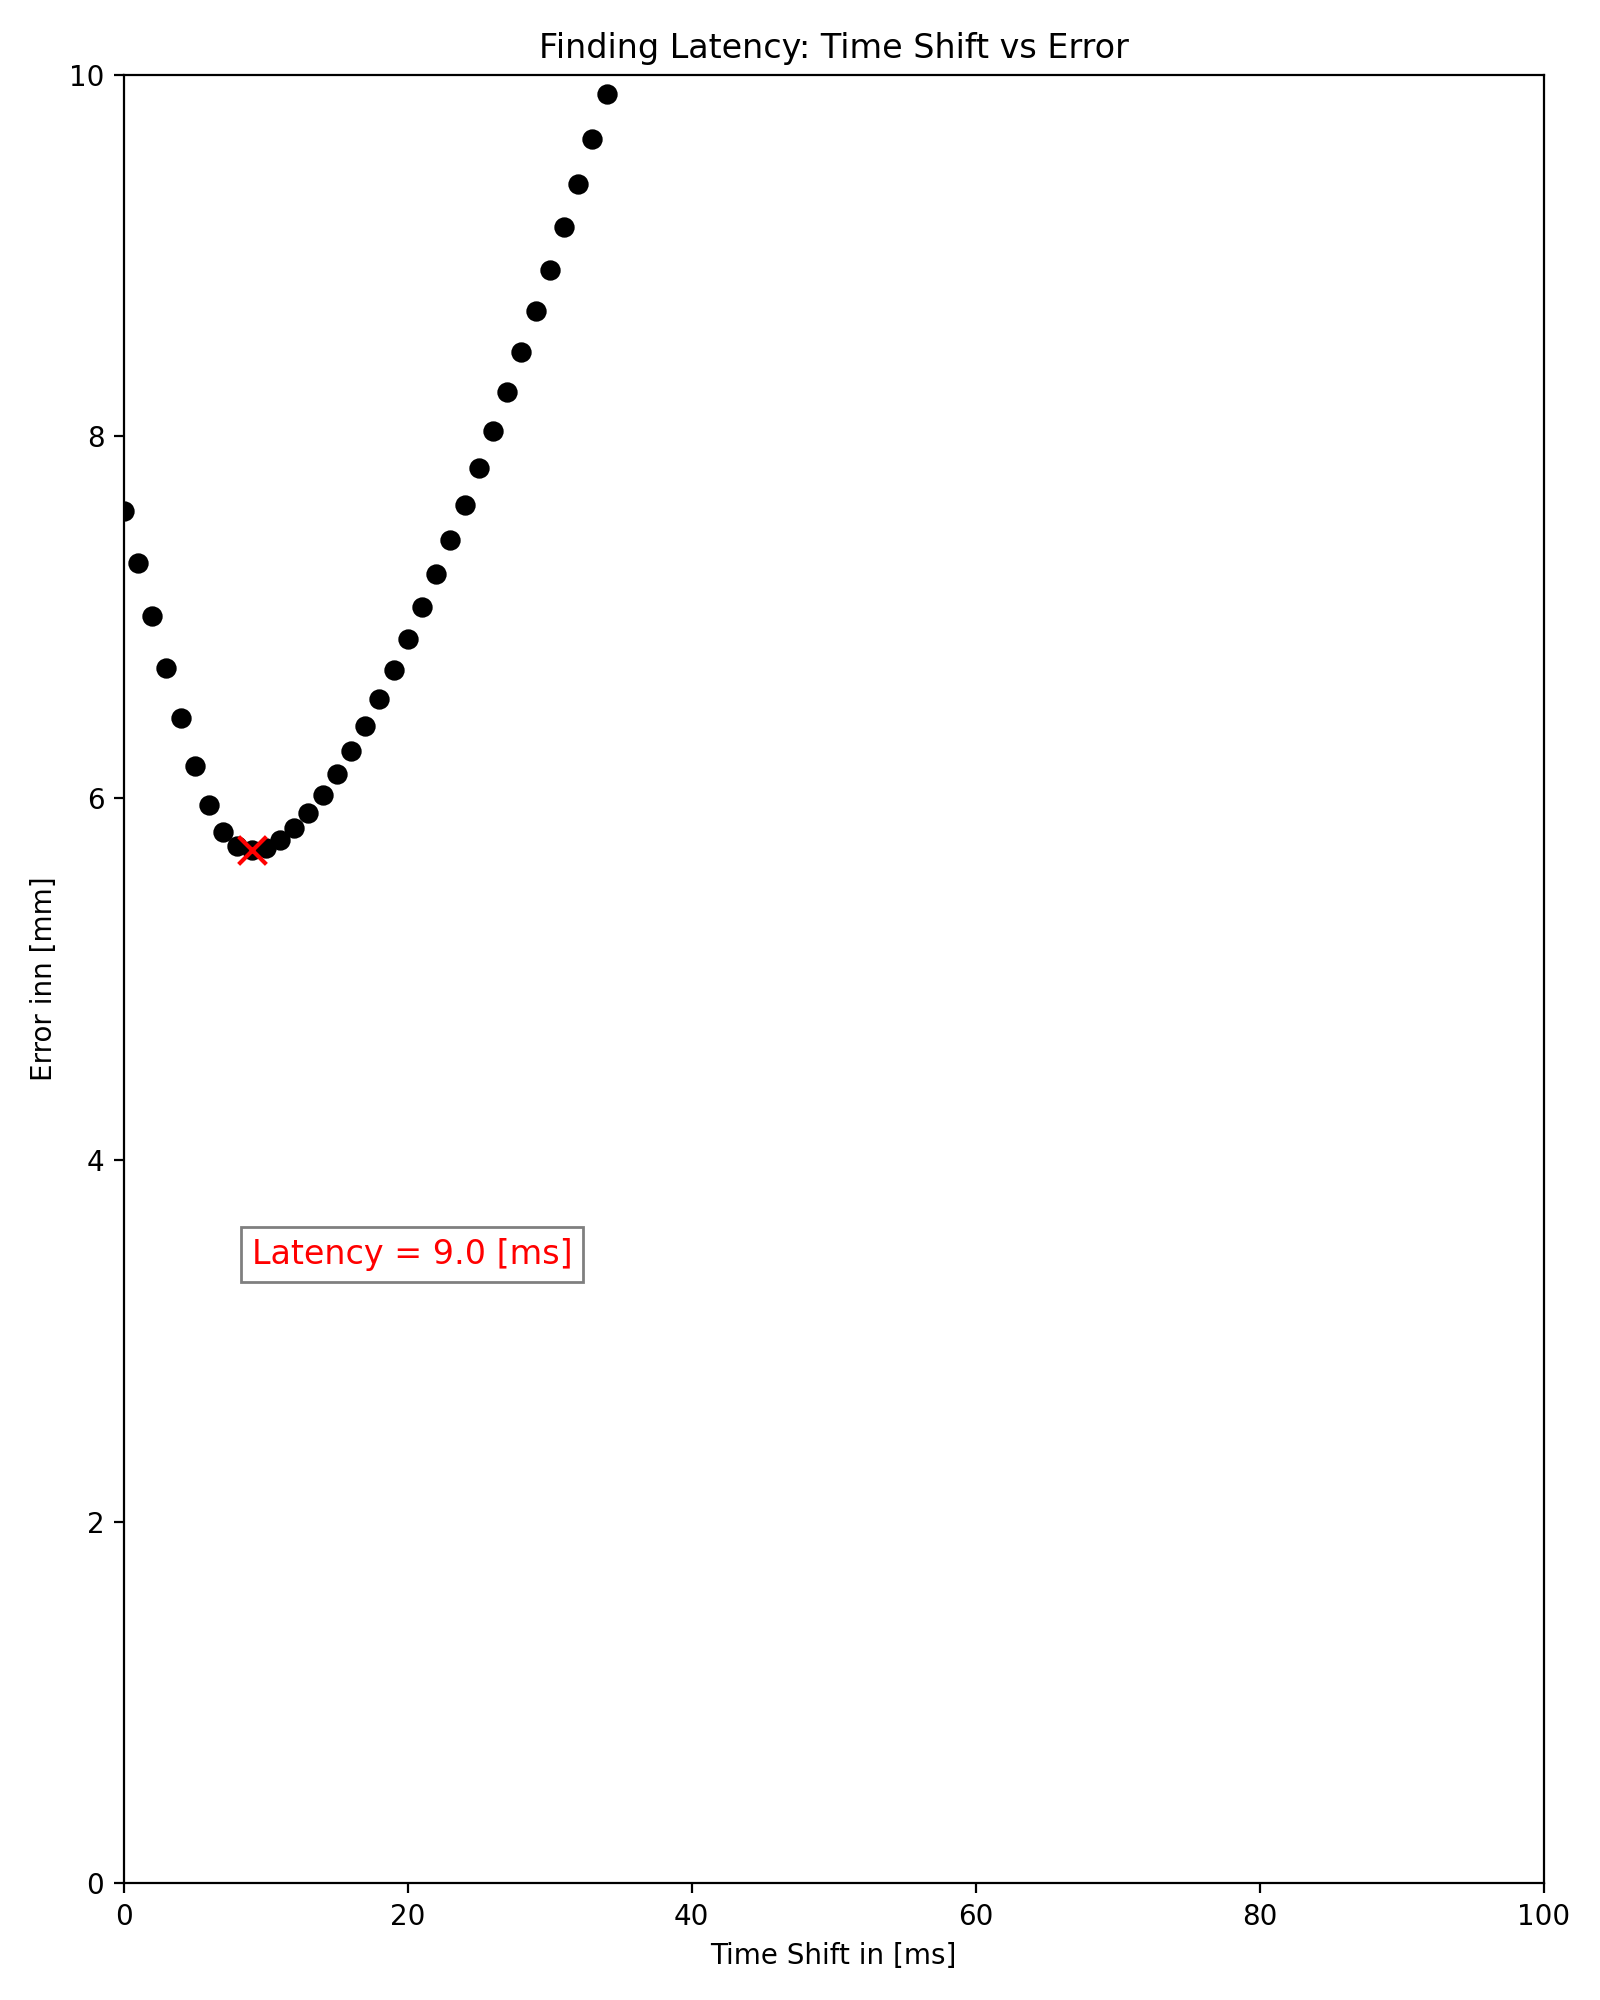 Finding Latency: Time Shift vs Error
10
8
6
4
2
0
Error inn [mm]
Latency = 9.0 [ms]
0 20 40 60 80 100
Time Shift in [ms]